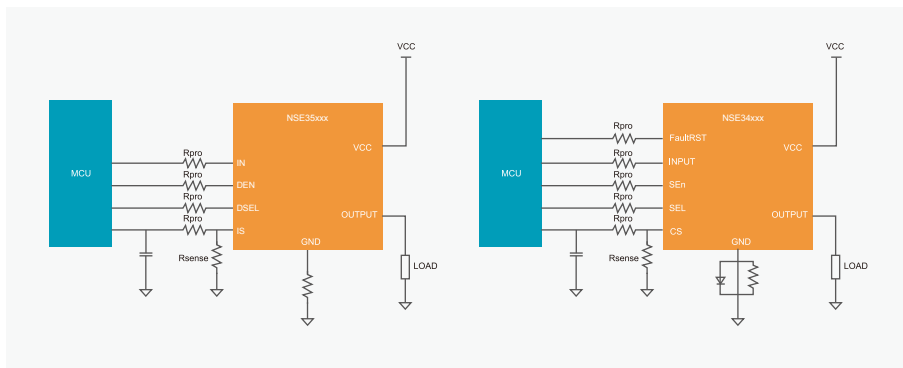 VCC
NSE35xxx
VCC
MCU
Rpro
IN
Rpro
DEN
Rpro
DSEL
Rpro
IS
OUTPUT
GND
Rsense
LOAD
VCC
NSE34xxx
Rpro
FaultRST
VCC
MCU
Rpro
INPUT
Rpro
SEn
Rpro
SEL
Rpro
CS
OUTPUT
GND
Rsense
LOAD